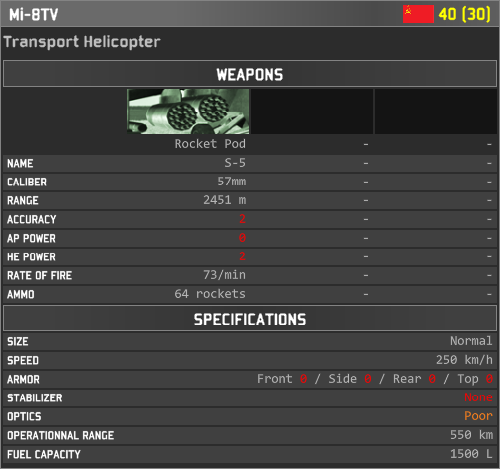 Mi-8TV 40 (30)
Transport Helicopter
WEAPONS
Rocket Pod - -
NAME S-5 - -
CALIBER 57mm - -
RANGE 2451 m - -
ACCURACY 2 - -
AP POWER 0 - -
HE POWER 2 - -
RATE OF FIRE 73/min - -
AMMO 64 rockets - -
SPECIFICATIONS
SIZE Normal
SPEED 250 km/h
ARMOR Front 0 / Side 0 / Rear 0 / Top 0
STABILIZER None
OPTICS Poor
OPERATIONNAL RANGE 550 km
FUEL CAPACITY 1500 L